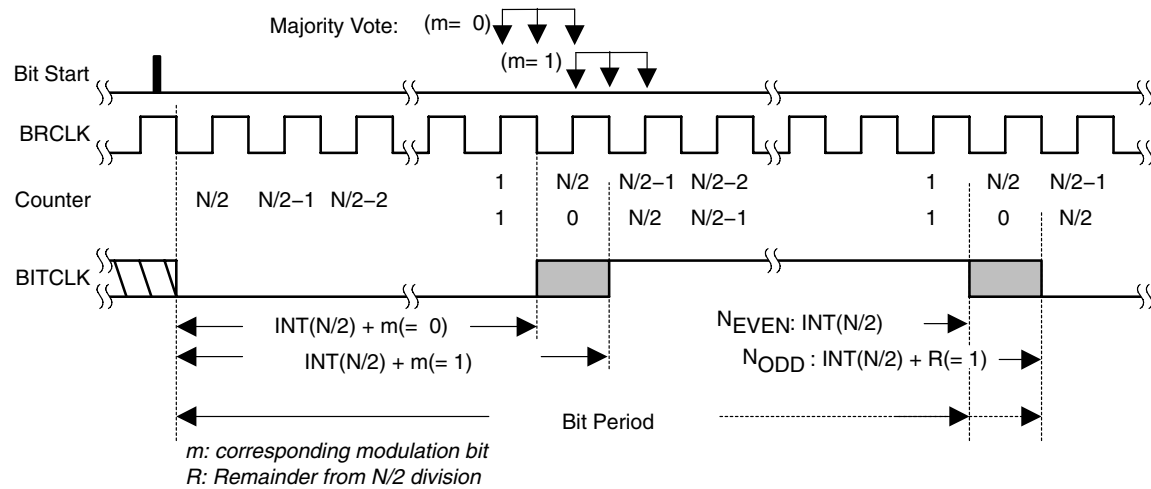 Majority Vote: (m= 0)
(m= 1)
Bit Start
BRCLK
Counter
1 N/2 N/2−1 N/2−2 1 N/2 N/2−1
N/2 N/2−1 N/2−2
1 0 N/2 N/2−1 1 0 N/2
BITCLK
INT(N/2) + m(= 0)
NEVEN: INT(N/2)
INT(N/2) + m(= 1)
NODD : INT(N/2) + R(= 1)
Bit Period
m: corresponding modulation bit
R: Remainder from N/2 division